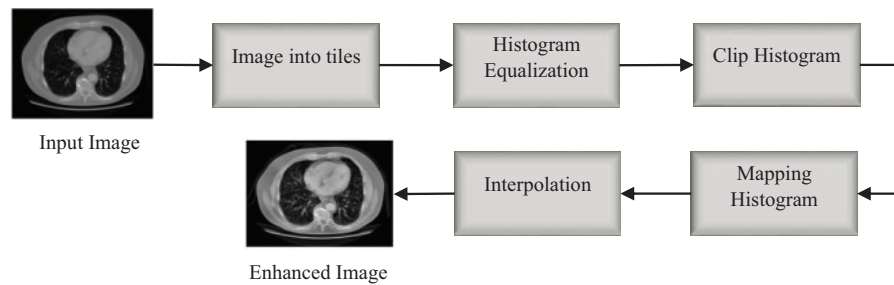 Image into tiles
Histogram
Equalization
Clip Histogram
Input Image
Interpolation
Mapping
Histogram
Enhanced Image